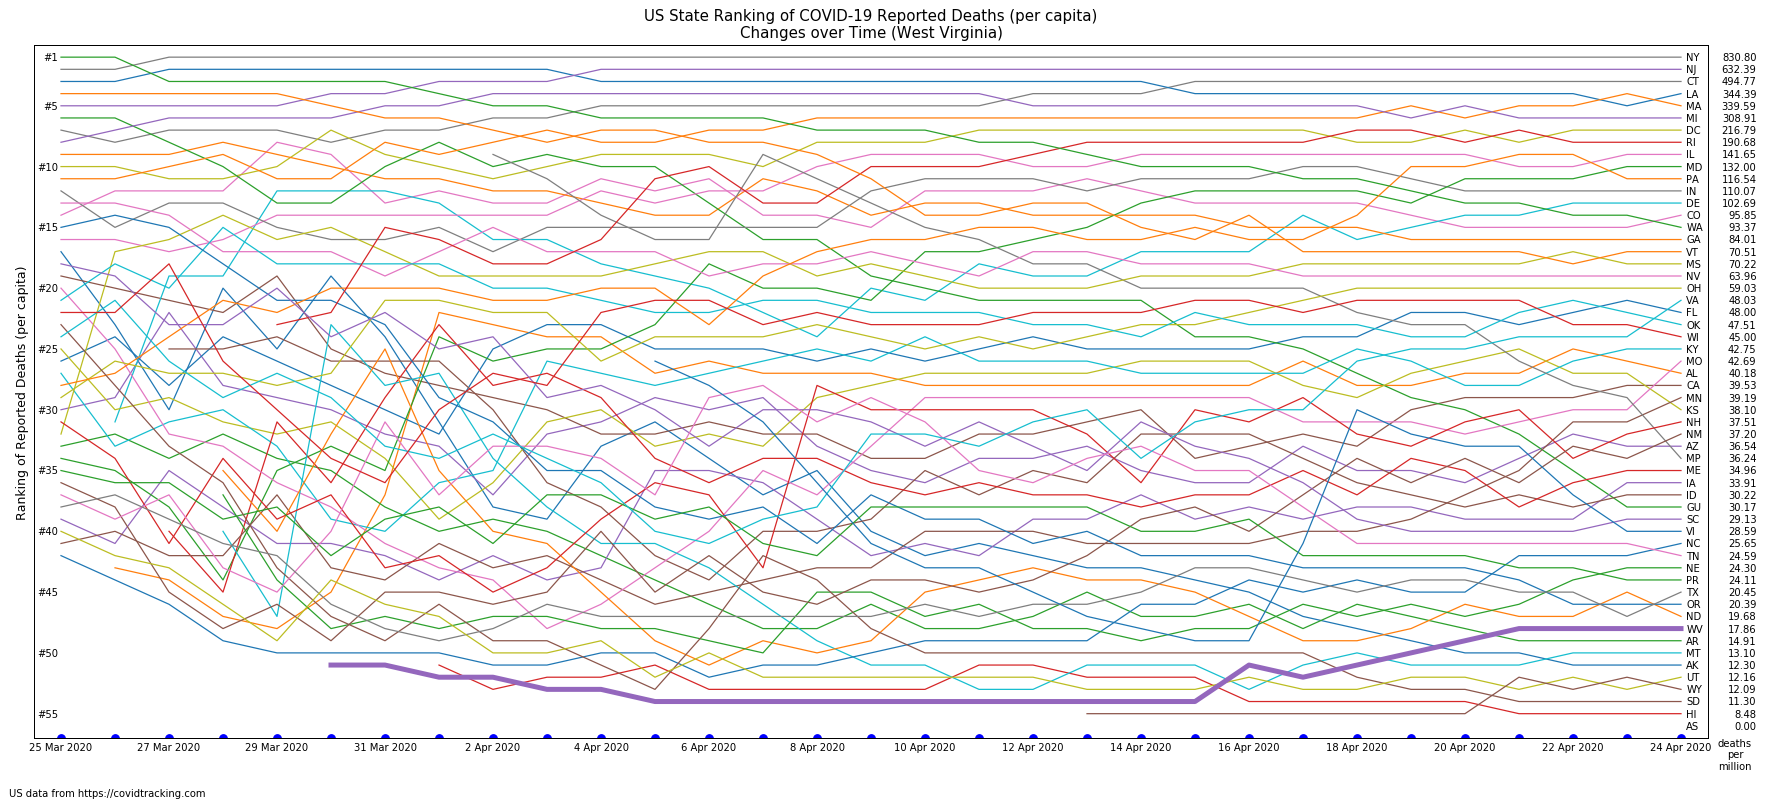 US State Ranking of COVID-19 Reported Deaths (per capita)
Changes over Time (West Virginia)
Ranking of Reported Deaths (per capita)
#1
#5
#10
#15
#20
#25
#30
#35
#40
#45
#50
#55
NY 830.80
NJ 632.39
CT 494.77
LA 344.39
MA 339.59
MI 308.91
DC 216.79
RI 190.68
IL 141.65
MD 132.00
PA 116.54
IN 110.07
DE 102.69
CO 95.85
WA 93.37
GA 84.01
VT 70.51
MS 70.22
NV 63.96
OH 59.03
VA 48.03
FL 48.00
OK 47.51
WI 45.00
KY 42.75
MO 42.69
AL 40.18
CA 39.53
MN 39.19
KS 38.10
NH 37.51
NM 37.20
AZ 36.54
MP 36.24
ME 34.96
IA 33.91
ID 30.22
GU 30.17
SC 29.13
VI 28.59
NC 25.65
TN 24.59
NE 24.30
PR 24.11
TX 20.45
OR 20.39
ND 19.68
WV 17.86
AR 14.91
MT 13.10
AK 12.30
UT 12.16
WY 12.09
SD 11.30
HI 8.48
AS 0.00
25 Mar 2020 27 Mar 2020 29 Mar 2020 31 Mar 2020 2 Apr 2020 4 Apr 2020 6 Apr 2020 8 Apr 2020 10 Apr 2020 12 Apr 2020 14 Apr 2020 16 Apr 2020 18 Apr 2020 20 Apr 2020 22 Apr 2020 24 Apr 2020
deaths
per
million
US data from https://covidtracking.com